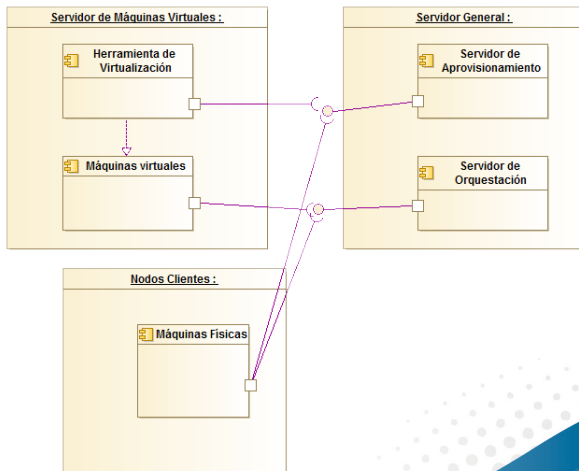 Servidor de Máquinas Virtuales :
Herramienta de
Virtualización
Máquinas virtuales
Servidor General :
Servidor de
Aprovisionamiento
Servidor de
Orquestación
Nodos Clientes :
Máquinas Físicas